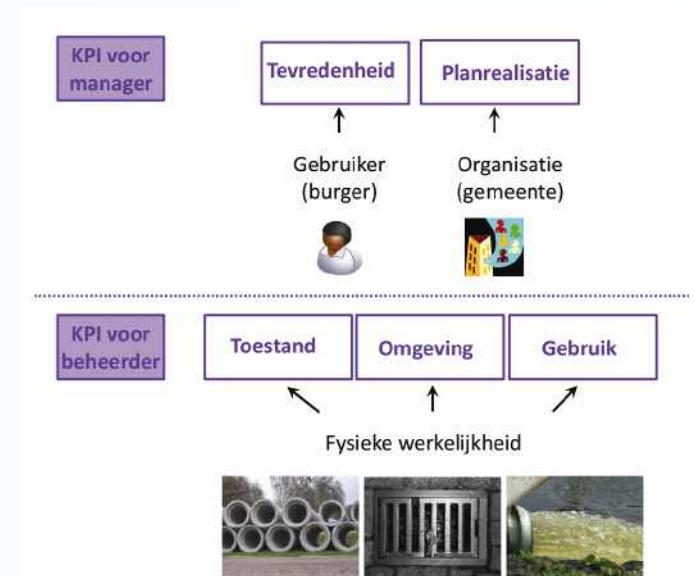 KPI voor
manager
Tevredenheid
Planrealisatie
Gebruiker
(burger)
Organisatie
(gemeente)
KPI voor
beheerder
Toestand
Omgeving
Gebruik
Fysieke werkelijkheid